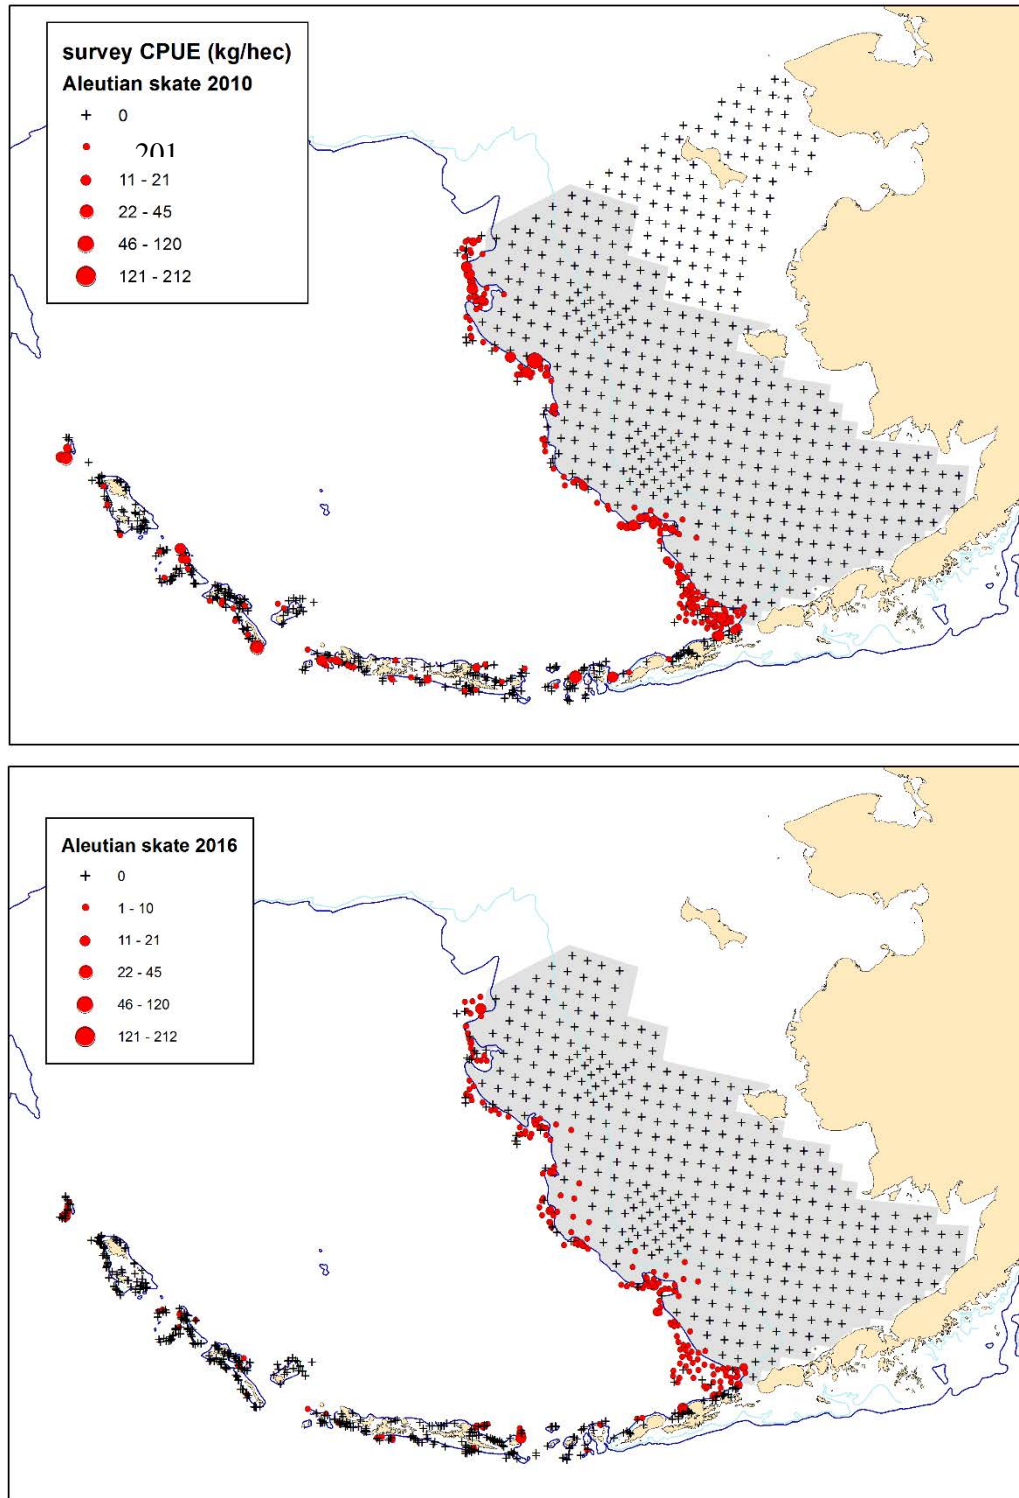 survey CPUE (kg/hec)
Aleutian skate 2010
0
201
11 - 21
22 - 45
46 - 120
121 - 212
Aleutian skate 2016
0
1 - 10
11 - 21
22 - 45
46 - 120
121 - 212